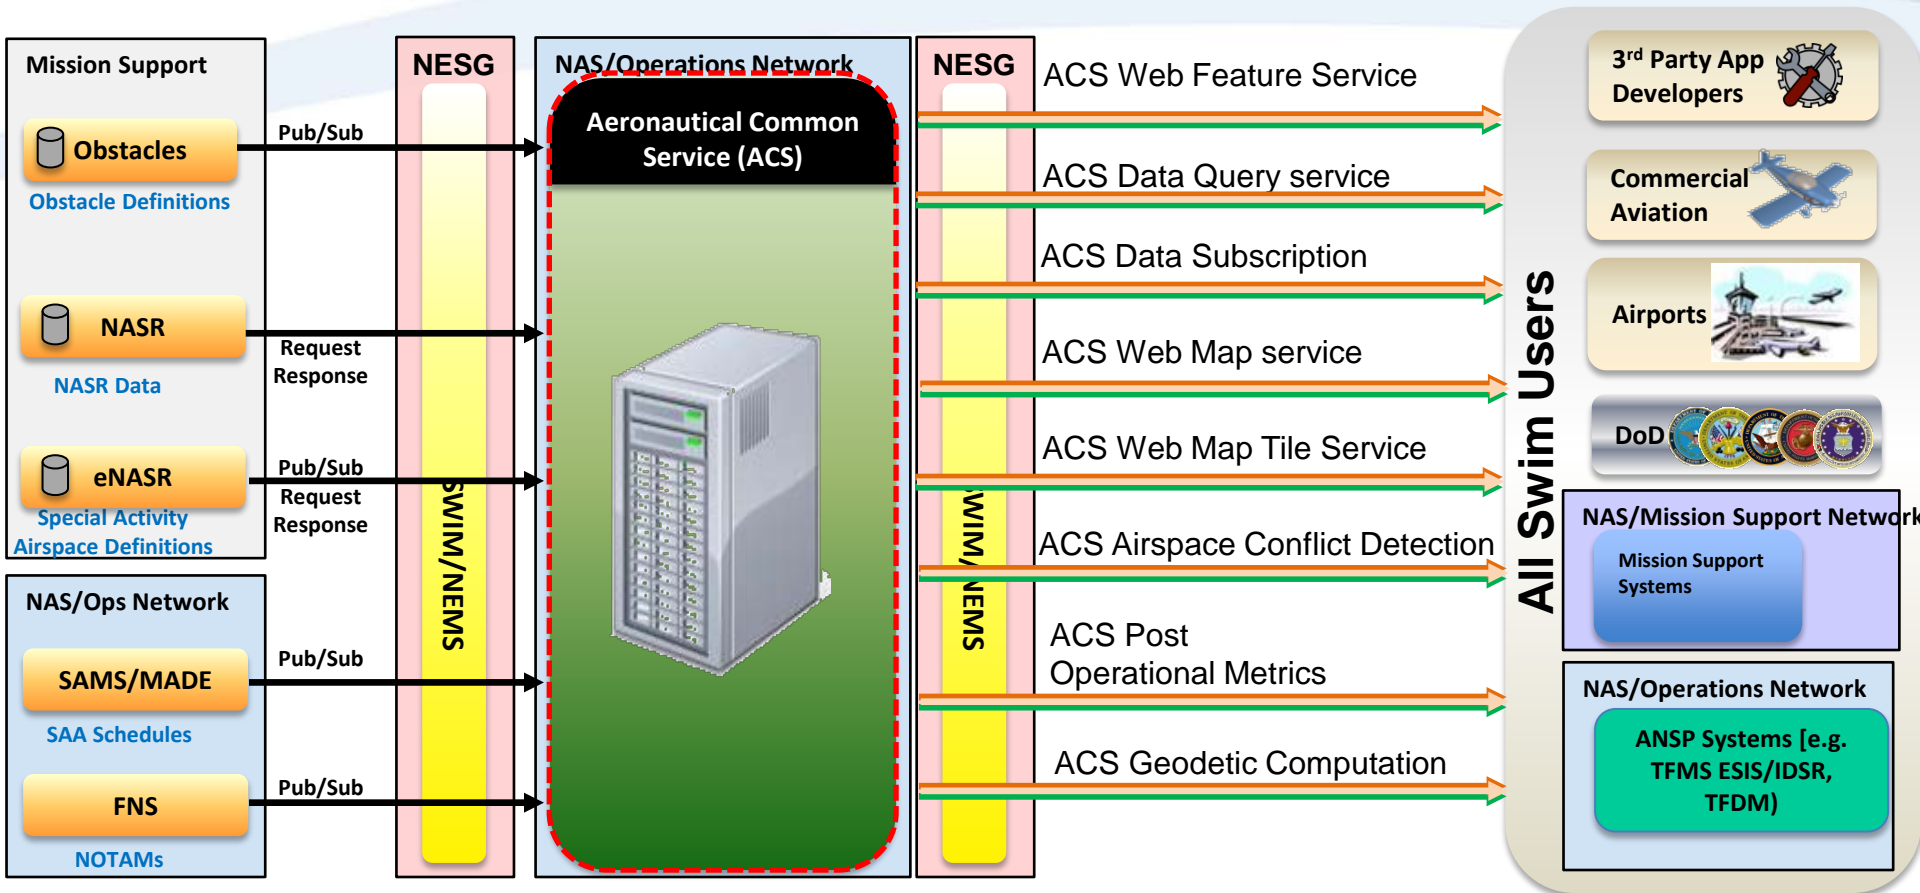 Mission Support
Obstacles
Obstacle Definitions
NASR
NASR Data
eNASR
Special Activity
Airspace Definitions
NAS/Ops Network
SAMS/MADE
SAA Schedules
FNS
NOTAMs
Pub/Sub
Request
Response
Pub/Sub
Request
Response
Pub/Sub
Pub/Sub
NESG
SWIM/NEMS
NAS/Operations Network
Aeronautical Common
Service (ACS)
NESG
SWIM/NEMS
ACS Web Feature Service
ACS Data Query service
ACS Data Subscription
ACS Web Map service
ACS Web Map Tile Service
ACS Airspace Conflict Detection
ACS Post
Operational Metrics
ACS Geodetic Computation
All Swim Users
3rd Party App
Developers
Commercial
Aviation
Airports
DoD
NAS/Mission Support Network
Mission Support
Systems
NAS/Operations Network
ANSP Systems [e.g.
TFMS ESIS/IDSR,
TFDM)